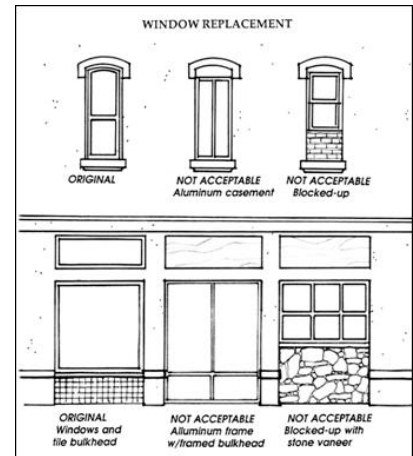 WINDOW REPLACEMENT
ORIGINAL
NOT ACCEPTABLE
Aluminum casement
NOT ACCEPTABLE
Blocked-up
ORIGINAL
Windows and
tile bulkhead
NOT ACCEPTABLE
Alluminum frame
w/framed bulkhead
NOT ACCEPTABLE
Blocked-up with
stone vaneer